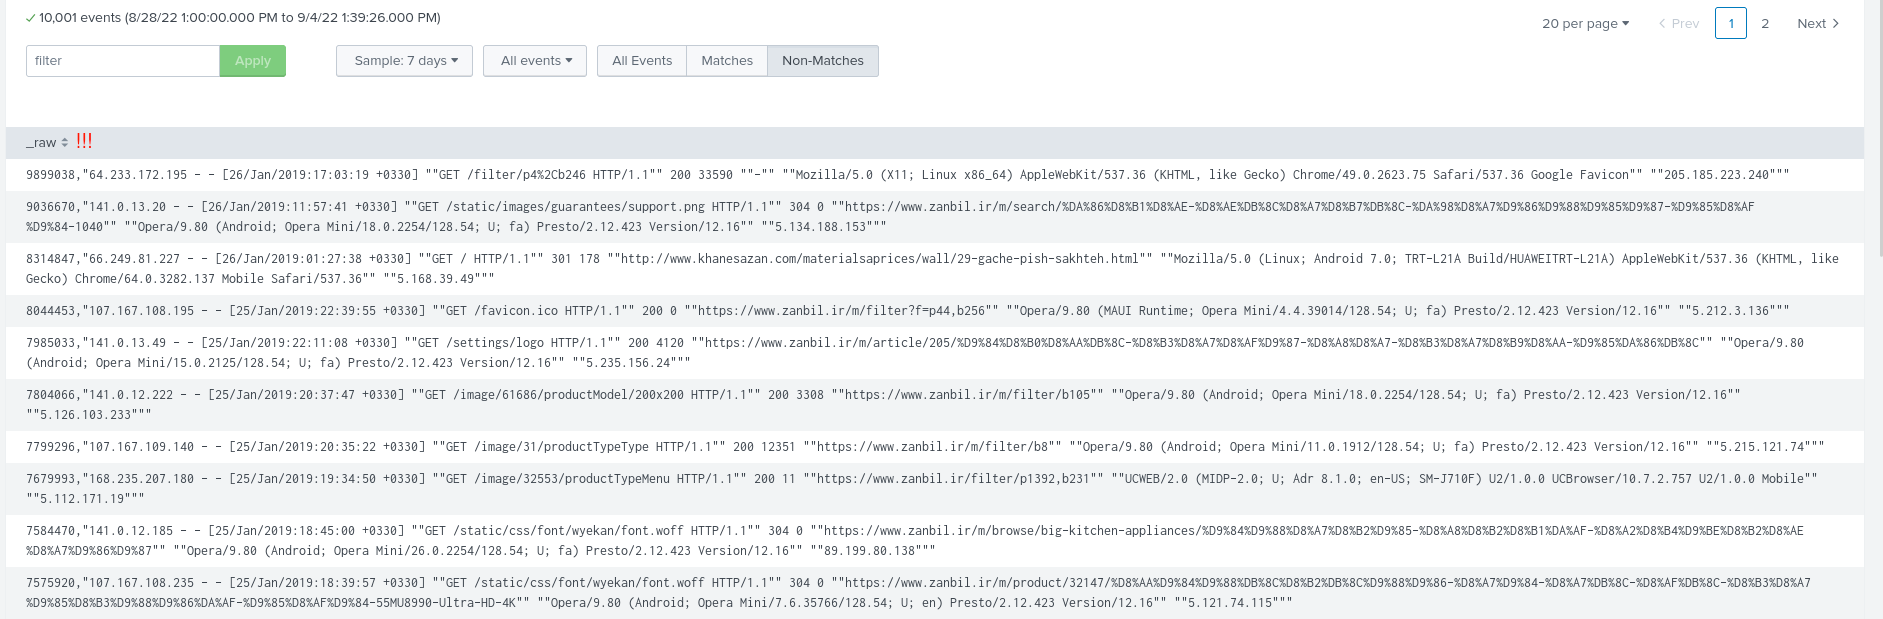 10,001 events (8/28/22 1:00:00.000 PM to 9/4/22 1:39:26.000 PM)
20 per page Prev 1 2 Next
filter Apply Sample: 7 days All events All Events Matches Non-Matches
_raw !!!
9899038,"64.233.172.195 - - [26/Jan/2019:17:03:19 +0330] ""GET /filter/p4%2Cb246 HTTP/1.1"" 200 33590 ""-"" ""Mozilla/5.0 (X11; Linux x86_64) AppleWebKit/537.36 (KHTML, like Gecko) Chrome/49.0.2623.75 Safari/537.36 Google Favicon"" ""205.185.223.240"""
9036670,"141.0.13.20 - - [26/Jan/2019:11:57:41 +0330] ""GET /static/images/guarantees/support.png HTTP/1.1"" 304 0 ""https://www.zanbil.ir/m/search/%DA%86%D8%B1%D8%AE-%D8%AE%DB%8C%D8%A7%D8%B7%DB%8C-%DA%98%D8%A7%D9%86%D9%88%D9%85%D9%87-%D9%85%D8%AF
%D9%84-1040"" ""Opera/9.80 (Android; Opera Mini/18.0.2254/128.54; U; fa) Presto/2.12.423 Version/12.16"" ""5.134.188.153"""
8314847,"66.249.81.227 - - [26/Jan/2019:01:27:38 +0330] ""GET / HTTP/1.1"" 301 178 ""http://www.khanesazan.com/materialsaprices/wall/29-gache-pish-sakhteh.html"" ""Mozilla/5.0 (Linux; Android 7.0; TRT-L21A Build/HUAWEITRT-L21A) AppleWebKit/537.36 (KHTML, like
Gecko) Chrome/64.0.3282.137 Mobile Safari/537.36"" ""5.168.39.49"""
8044453,"107.167.108.195 - - [25/Jan/2019:22:39:55 +0330] ""GET /favicon.ico HTTP/1.1"" 200 0 ""https://www.zanbil.ir/m/filter?f=p44,b256"" ""Opera/9.80 (MAUI Runtime; Opera Mini/4.4.39014/128.54; U; fa) Presto/2.12.423 Version/12.16"" ""5.212.3.136"""
7985033,"141.0.13.49 - - [25/Jan/2019:22:11:08 +0330] ""GET /settings/logo HTTP/1.1"" 200 4120 ""https://www.zanbil.ir/m/article/205/%D9%84%D8%B0%D8%AA%DB%8C-%D8%B3%D8%A7%D8%AF%D9%87-%D8%A8%D8%A7-%D8%B3%D8%A7%D8%B9%D8%AA-%D9%85%DA%86%DB%8C"" ""Opera/9.80
(Android; Opera Mini/15.0.2125/128.54; U; fa) Presto/2.12.423 Version/12.16"" ""5.235.156.24"""
7804066,"141.0.12.222 - - [25/Jan/2019:20:37:47 +0330] ""GET /image/61686/productModel/200x200 HTTP/1.1"" 200 3308 ""https://www.zanbil.ir/m/filter/b105"" ""Opera/9.80 (Android; Opera Mini/18.0.2254/128.54; U; fa) Presto/2.12.423 Version/12.16""
""5.126.103.233"""
7799296,"107.167.109.140 - - [25/Jan/2019:20:35:22 +0330] ""GET /image/31/productTypeType HTTP/1.1"" 200 12351 ""https://www.zanbil.ir/m/filter/b8"" ""Opera/9.80 (Android; Opera Mini/11.0.1912/128.54; U; fa) Presto/2.12.423 Version/12.16"" ""5.215.121.74"""
7679993,"168.235.207.180 - - [25/Jan/2019:19:34:50 +0330] ""GET /image/32553/productTypeMenu HTTP/1.1"" 200 11 ""https://www.zanbil.ir/filter/p1392,b231"" ""UCWEB/2.0 (MIDP-2.0; U; Adr 8.1.0; en-US; SM-J710F) U2/1.0.0 UCBrowser/10.7.2.757 U2/1.0.0 Mobile""
""5.112.171.19"""
7584470,"141.0.12.185 - - [25/Jan/2019:18:45:00 +0330] ""GET /static/css/font/wyekan/font.woff HTTP/1.1"" 304 0 ""https://www.zanbil.ir/m/browse/big-kitchen-appliances/%D9%84%D9%88%D8%A7%D8%B2%D9%85-%D8%A8%D8%B2%D8%B1%DA%AF-%D8%A2%D8%B4%D9%BE%D8%B2%D8%AE
%D8%A7%D9%86%D9%87"" ""Opera/9.80 (Android; Opera Mini/26.0.2254/128.54; U; fa) Presto/2.12.423 Version/12.16"" ""89.199.80.138"""
7575920,"107.167.108.235 - - [25/Jan/2019:18:39:57 +0330] ""GET /static/css/font/wyekan/font.woff HTTP/1.1"" 304 0 ""https://www.zanbil.ir/m/product/32147/%D8%AA%D9%84%D9%88%DB%8C%D8%B2%DB%8C%D9%88%D9%86-%D8%A7%D9%84-%D8%A7%DB%8C-%D8%AF%DB%8C-%D8%B3%D8%A7
%D9%85%D8%B3%D9%88%D9%86%DA%AF-%D9%85%D8%AF%D9%84-55MU8990-Ultra-HD-4K"" ""Opera/9.80 (Android; Opera Mini/7.6.35766/128.54; U; en) Presto/2.12.423 Version/12.16"" ""5.121.74.115"""